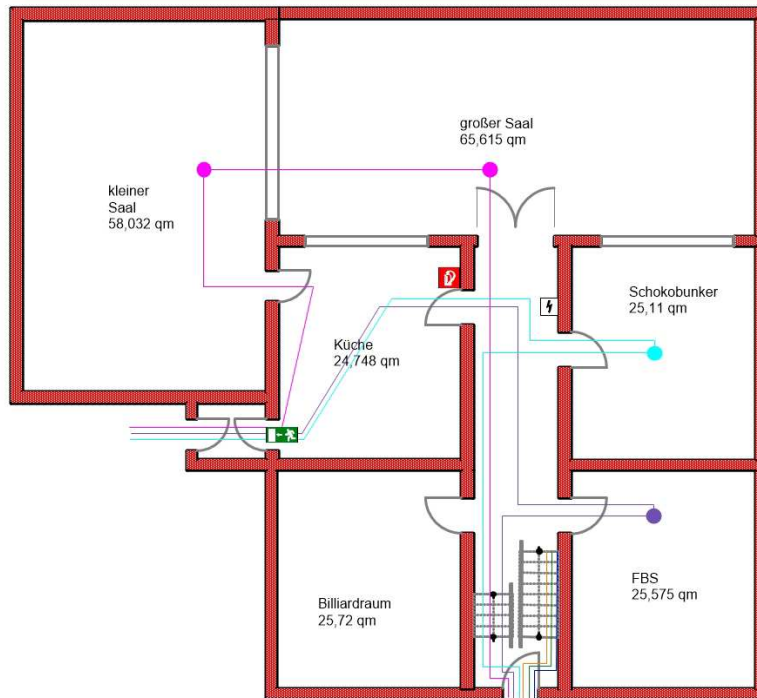 großer Saal
65,615 qm
kleiner
Saal
58,032 qm
Schokobunker
25,11 qm
Küche
24,748 qm
Billiardraum
25,72 qm
FBS
25,575 qm